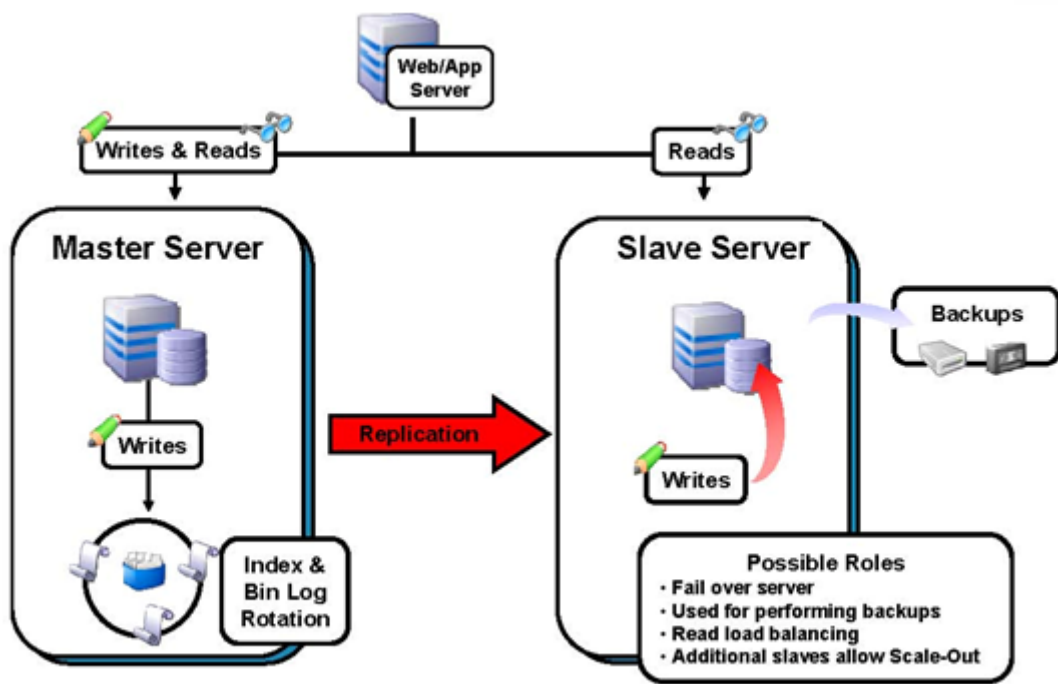 Web/App
Server
Writes & Reads
Reads
Master Server
Slave Server
Backups
Writes
Replication
Writes
Index &
Bin Log
Rotation
Possible Roles
· Fail over server
· Used for performing backups
· Read load balancing
· Additional slaves allow Scale-Out